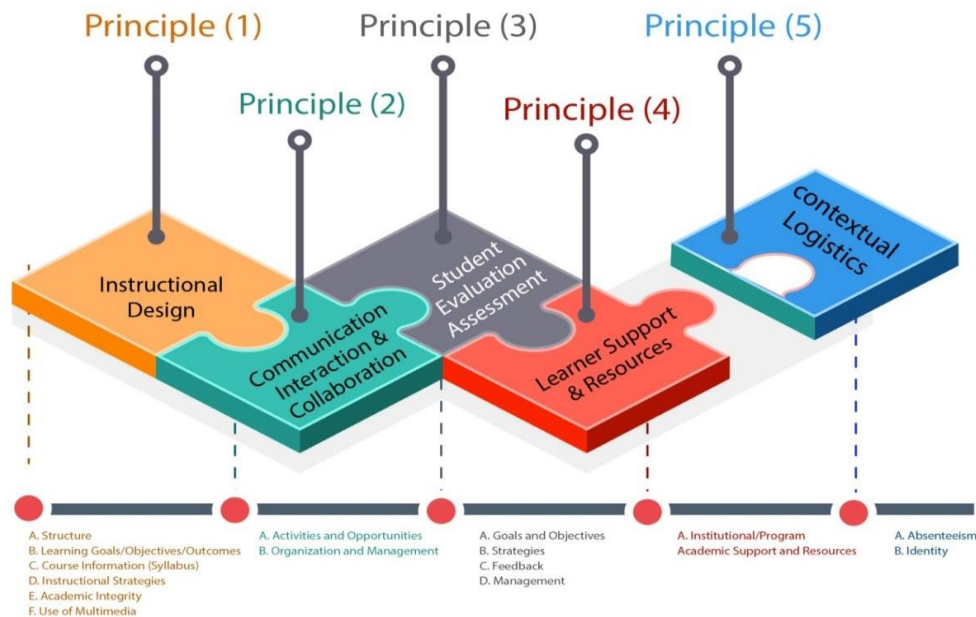 Principle (1)
Principle (3)
Principle (5)
Principle (2)
Principle (4)
Instructional
Design
Communication
Interaction &
Collaboration
Student
Evaluation
Assessment
Learner Support
& Resources
contextual
Logistics
A. Structure
B. Learning Goals/Objectives/Outcomes
C. Course Information (Syllabus)
D. Instructional Strategies
E. Academic Integrity
F. Use of Multimedia
A. Activities and Opportunities
B. Organization and Management
A. Goals and Objectives
B. Strategies
C. Feedback
D. Management
A. Institutional/Program
Academic Support and Resources
A. Absenteeism
B. Identity